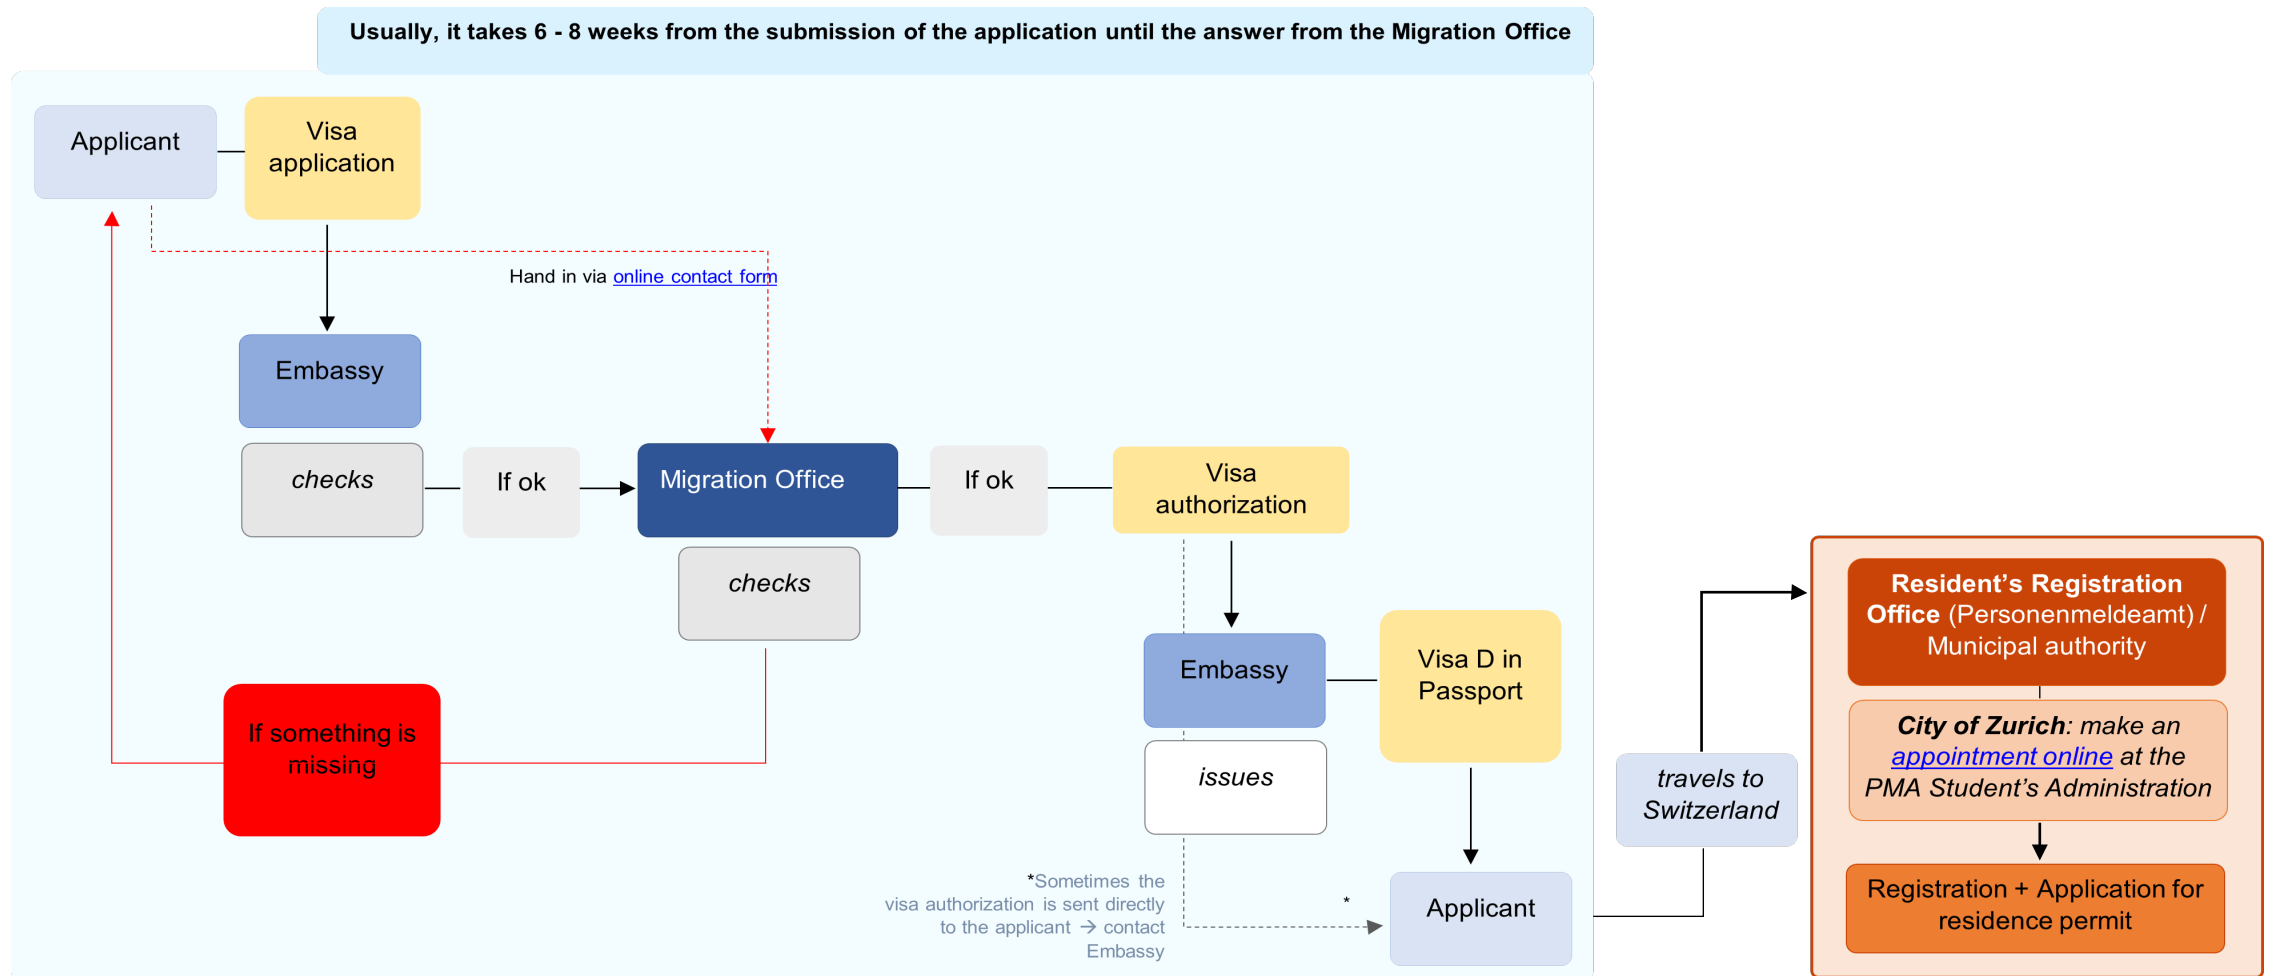 Usually, it takes 6 - 8 weeks from the submission of the application until the answer from the Migration Office
Applicant
Visa
application
Hand in via online contact form
Embassy
checks
If ok
Migration Office
checks
If ok
Visa
authorization
If something is
missing
Embassy
issues
Visa D in
Passport
*Sometimes the
visa authorization is sent directly
to the applicant → contact
Embassy
*
Applicant
travels to
Switzerland
Resident’s Registration
Office (Personenmeldeamt) /
Municipal authority
City of Zurich: make an
appointment online at the
PMA Student’s Administration
Registration + Application for
residence permit